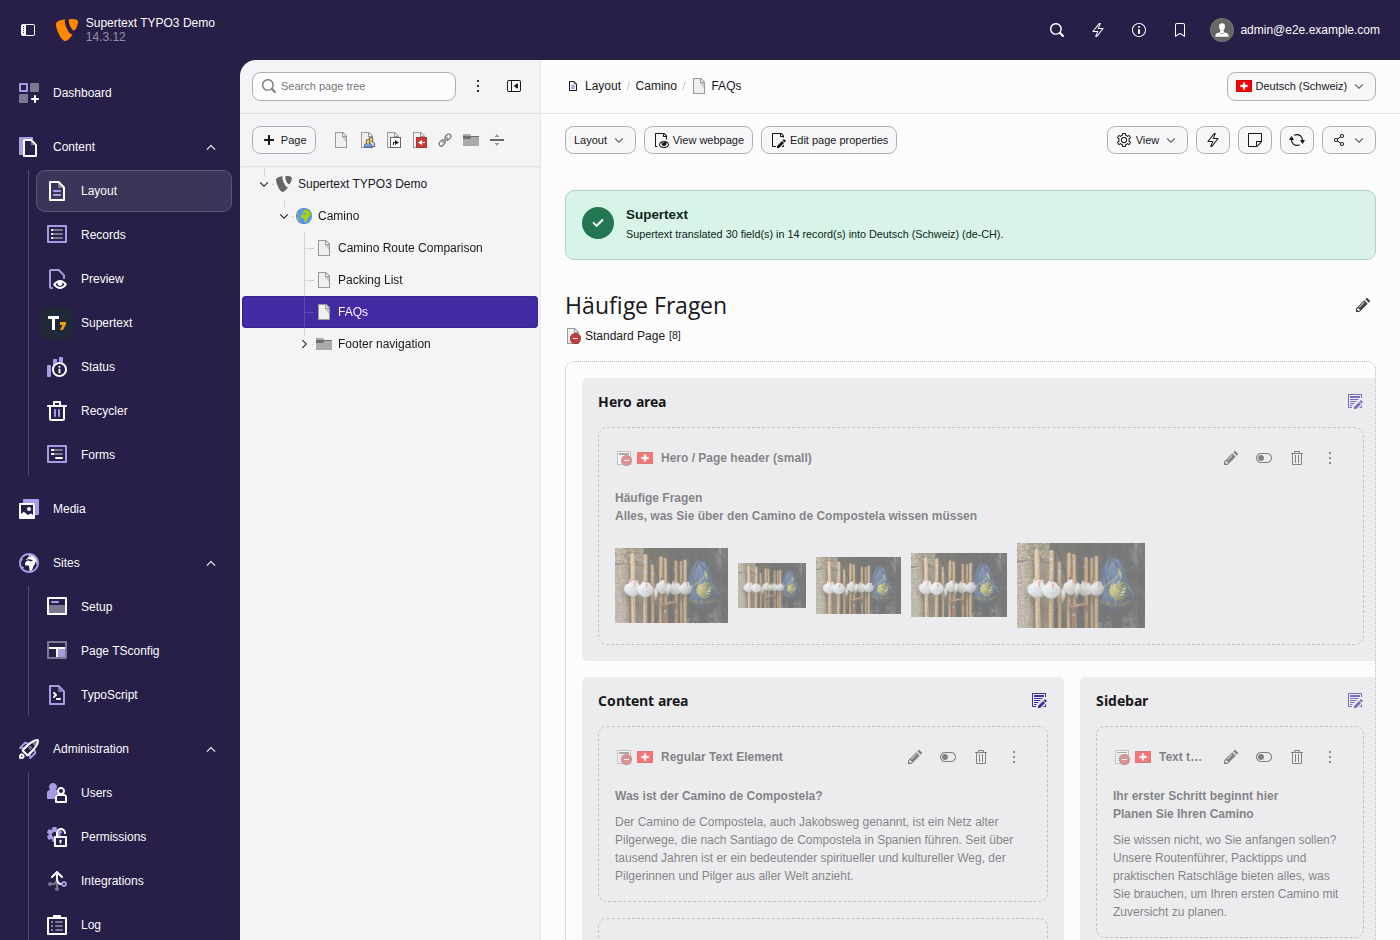 Supertext TYPO3 Demo
14.3.12
admin@e2e.example.com
Dashboard
Content
Layout
Records
Preview
Supertext
Status
Recycler
Forms
Media
Sites
Setup
Page TSconfig
TypoScript
Administration
Users
Permissions
Integrations
Log
Search page tree
Page
Supertext TYPO3 Demo
Camino
Camino Route Comparison
Packing List
FAQs
Footer navigation
Layout / Camino / FAQs
Deutsch (Schweiz)
Layout
View webpage
Edit page properties
View
Supertext
Supertext translated 30 field(s) in 14 record(s) into Deutsch (Schweiz) (de-CH).
Häufige Fragen
Standard Page [8]
Hero area
Hero / Page header (small)
Häufige Fragen
Alles, was Sie über den Camino de Compostela wissen müssen
Content area
Regular Text Element
Was ist der Camino de Compostela?
Der Camino de Compostela, auch Jakobsweg genannt, ist ein Netz alter
Pilgerwege, die nach Santiago de Compostela in Spanien führen. Seit über
tausend Jahren ist er ein bedeutender spiritueller und kultureller Weg, der
Pilgerinnen und Pilger aus aller Welt anzieht.
Sidebar
Text t...
Ihr erster Schritt beginnt hier
Planen Sie Ihren Camino
Sie wissen nicht, wo Sie anfangen sollen?
Unsere Routenführer, Packtipps und
praktischen Ratschläge bieten alles, was
Sie brauchen, um Ihren ersten Camino mit
Zuversicht zu planen.